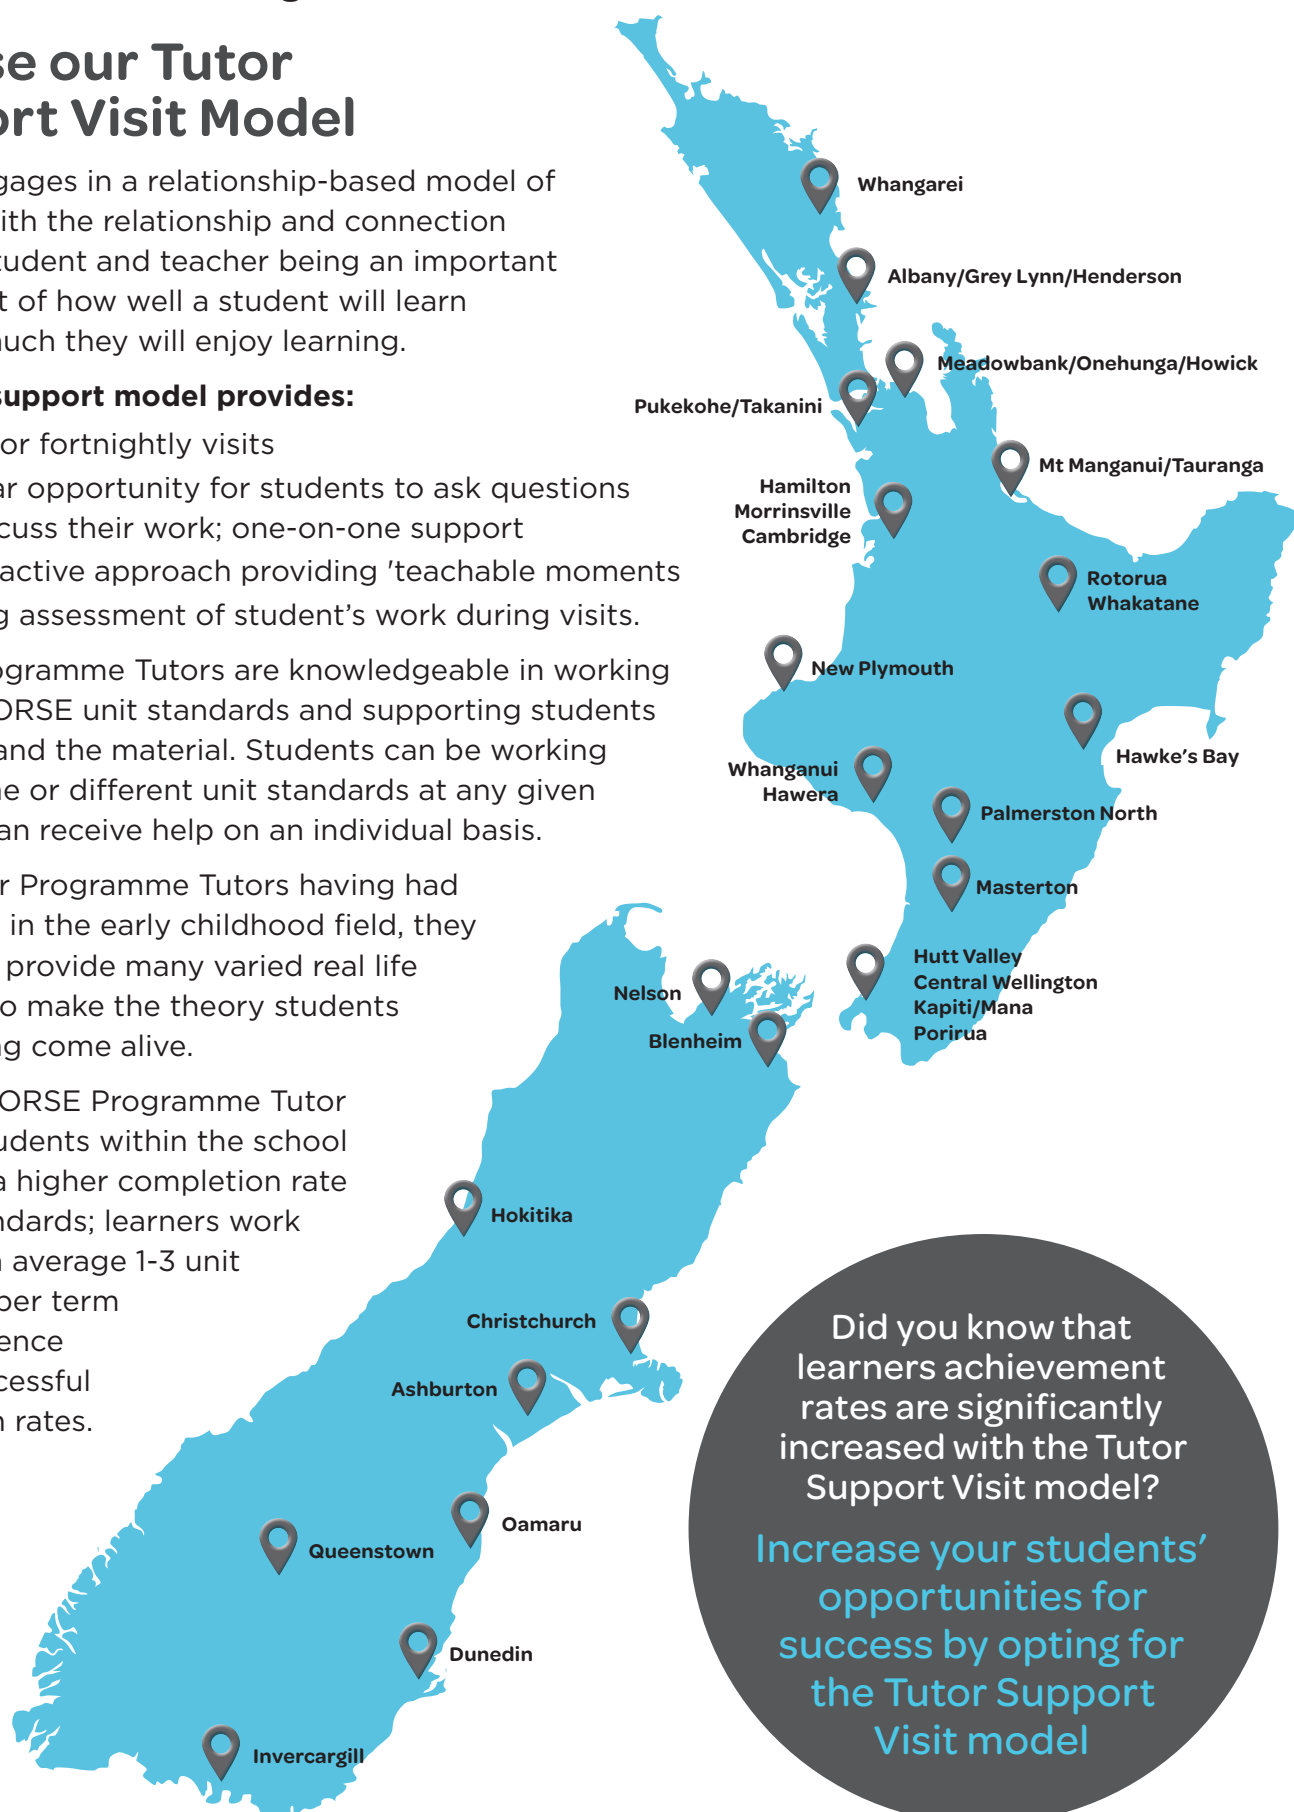 se our Tutor
ort Visit Model
gages in a relationship-based model of
ith the relationship and connection
tudent and teacher being an important
t of how well a student will learn
uch they will enjoy learning.
support model provides:
or fortnightly visits
ar opportunity for students to ask questions
cuss their work; one-on-one support
active approach providing 'teachable moments
g assessment of student’s work during visits.
ogramme Tutors are knowledgeable in working
ORSE unit standards and supporting students
and the material. Students can be working
ne or different unit standards at any given
an receive help on an individual basis.
r Programme Tutors having had
in the early childhood field, they
provide many varied real life
o make the theory students
ng come alive.
ORSE Programme Tutor
udents within the school
a higher completion rate
ndards; learners work
n average 1-3 unit
per term
ence
cessful
n rates.
Whangarei
Albany/Grey Lynn/Henderson
Meadowbank/Onehunga/Howick
Pukekohe/Takanini
Mt Manganui/Tauranga
Hamilton
Morrinsville
Cambridge
Rotorua
Whakatane
New Plymouth
Hawke’s Bay
Whanganui
Hawera
Palmerston North
Masterton
Hutt Valley
Central Wellington
Kapiti/Mana
Porirua
Nelson
Blenheim
Hokitika
Christchurch
Ashburton
Oamaru
Queenstown
Dunedin
Invercargill
Did you know that
learners achievement
rates are significantly
increased with the Tutor
Support Visit model?
Increase your students’
opportunities for
success by opting for
the Tutor Support
Visit model